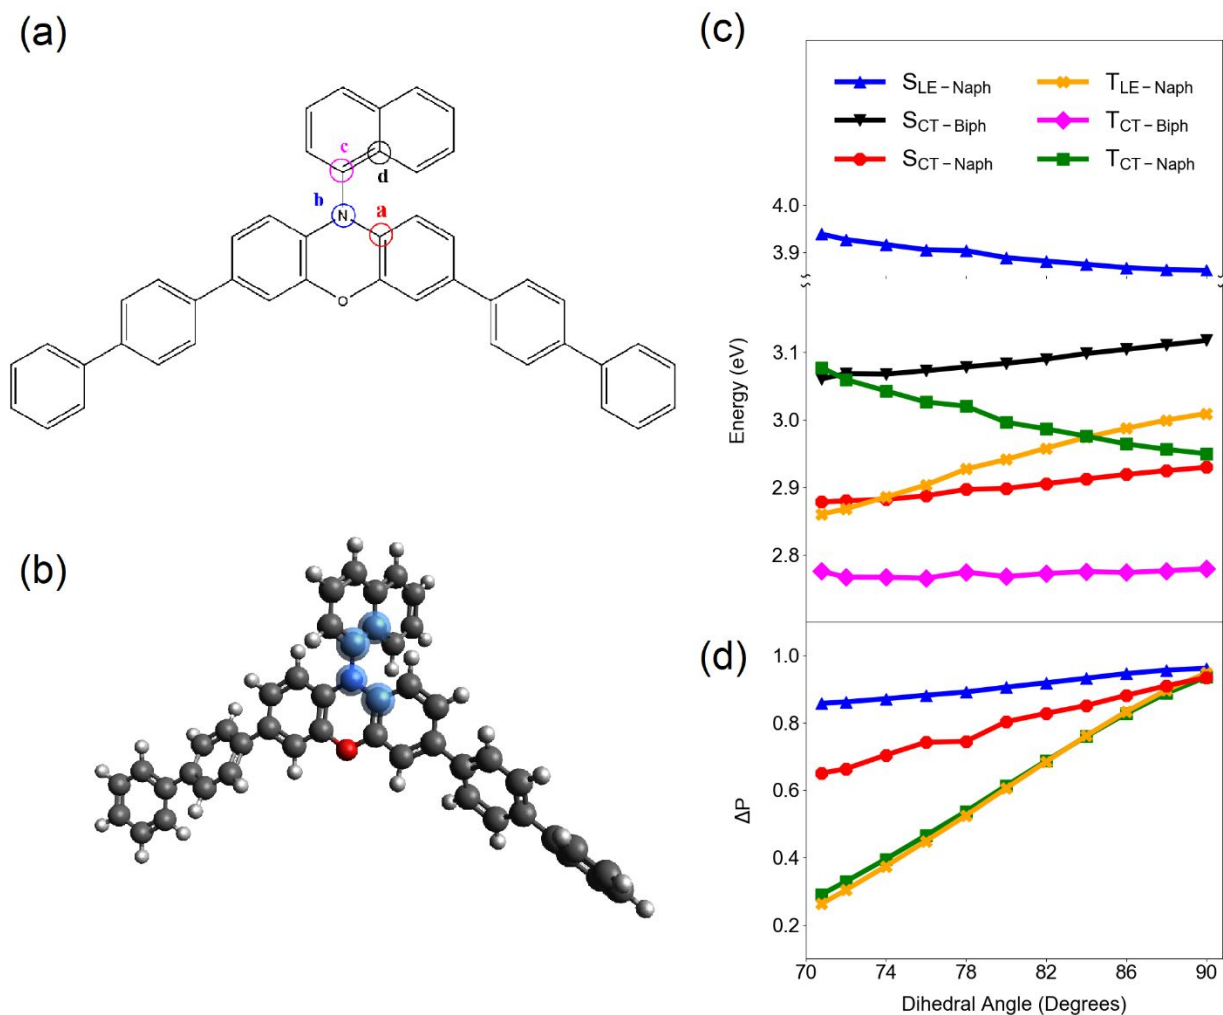 (a)
c
d
b
N
a
O
(b)
(c)
S_LE-Naph
T_LE-Naph
S_CT-Biph
T_CT-Biph
S_CT-Naph
T_CT-Naph
4.0
3.9
3.1
3.0
2.9
2.8
Energy (eV)
(d)
1.0
0.8
0.6
0.4
0.2
ΔP
70 74 78 82 86 90
Dihedral Angle (Degrees)